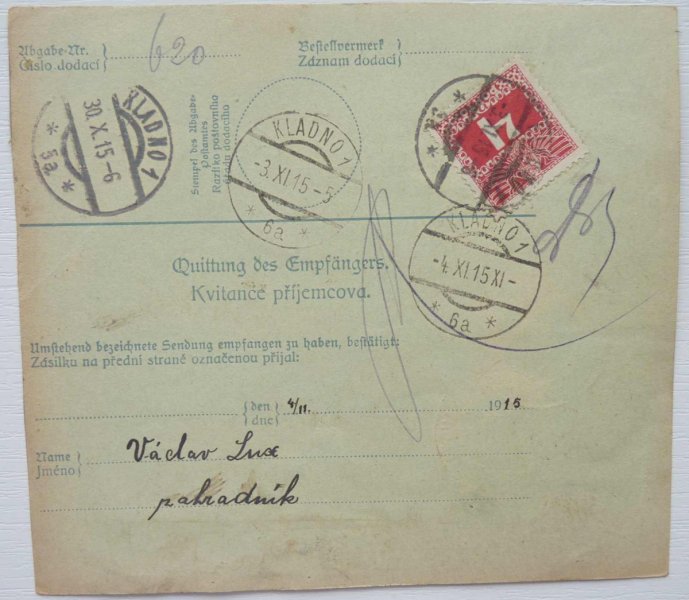 Abgabe-Nr.
Číslo dodací
620
Bestellvermerk
Záznam dodací
Stempel des Abgabe-
Postamtes
Razítko poštovního
úřadu dodacího
KLADNO 1
30.X.15-6
* 5a *
KLADNO 1
-3.XI.15-5
* 6a *
KLADNO 1
-4.XI.15 XI-
* 6a *
Quittung des Empfängers.
Kvitance příjemcova.
Umstehend bezeichnete Sendung empfangen zu haben, bestätigt:
Zásilku na přední straně označenou přijal:
den
dne
4/11. 1915
Name
Jméno
Václav Lux
pahradník